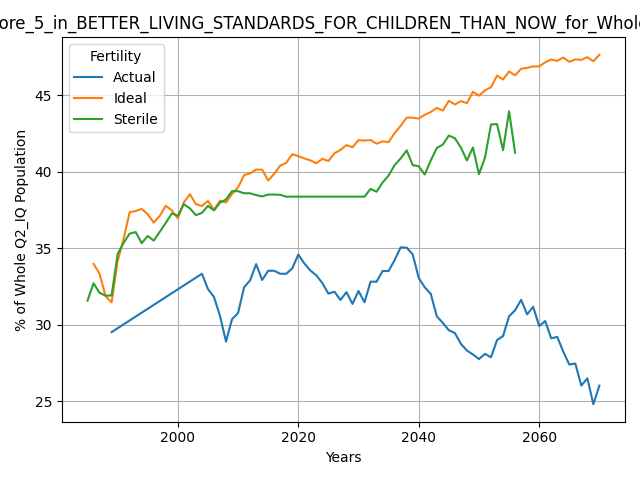 ore_5_in_BETTER_LIVING_STANDARDS_FOR_CHILDREN_THAN_NOW_for_Whole
Fertility
Actual
Ideal
Sterile
45
40
35
30
25
% of Whole Q2_IQ Population
2000
2020
2040
2060
Years